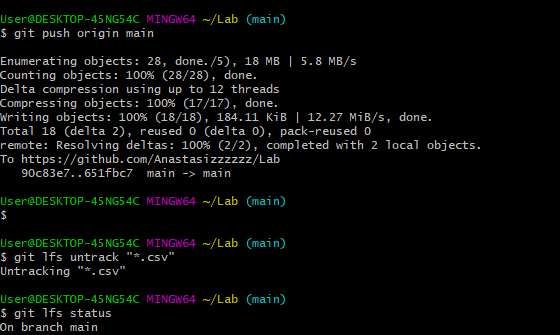 User@DESKTOP-45NG54C MINGW64 ~/Lab (main)
$ git push origin main
Enumerating objects: 28, done./5), 18 MB | 5.8 MB/s
Counting objects: 100% (28/28), done.
Delta compression using up to 12 threads
Compressing objects: 100% (17/17), done.
Writing objects: 100% (18/18), 184.11 KiB | 12.27 MiB/s, done.
Total 18 (delta 2), reused 0 (delta 0), pack-reused 0
remote: Resolving deltas: 100% (2/2), completed with 2 local objects.
To https://github.com/Anastasizzzzzz/Lab
   90c83e7..651fbc7  main -> main
User@DESKTOP-45NG54C MINGW64 ~/Lab (main)
$
User@DESKTOP-45NG54C MINGW64 ~/Lab (main)
$ git lfs untrack "*.csv"
Untracking "*.csv"
User@DESKTOP-45NG54C MINGW64 ~/Lab (main)
$ git lfs status
On branch main